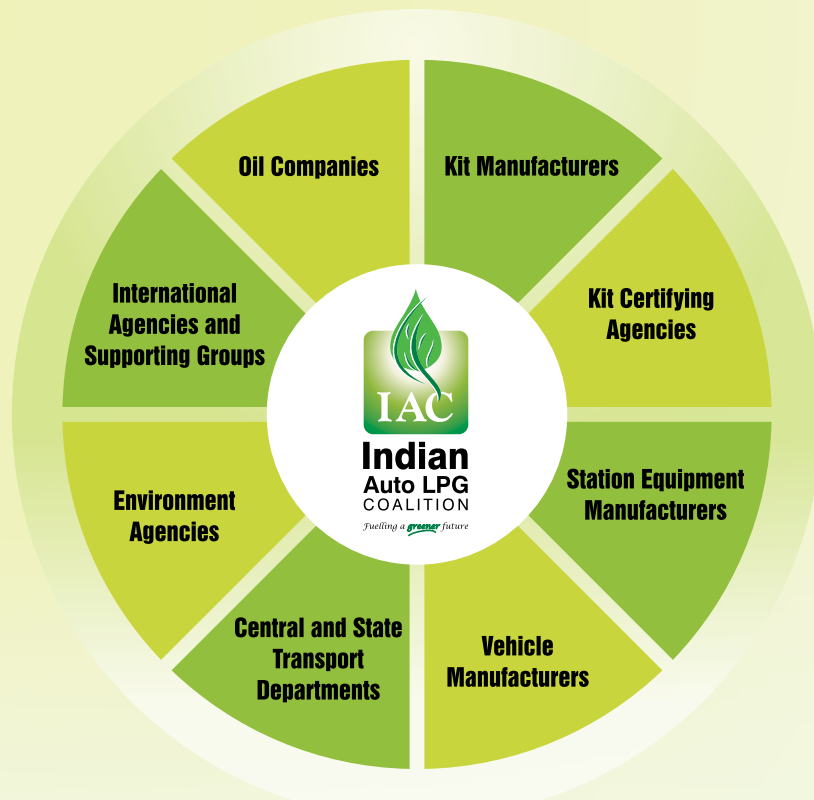 Oil Companies
Kit Manufacturers
Kit Certifying
Agencies
Station Equipment
Manufacturers
Vehicle
Manufacturers
Central and State
Transport
Departments
Environment
Agencies
International
Agencies and
Supporting Groups
IAC
Indian
Auto LPG
COALITION
Fuelling a greener future